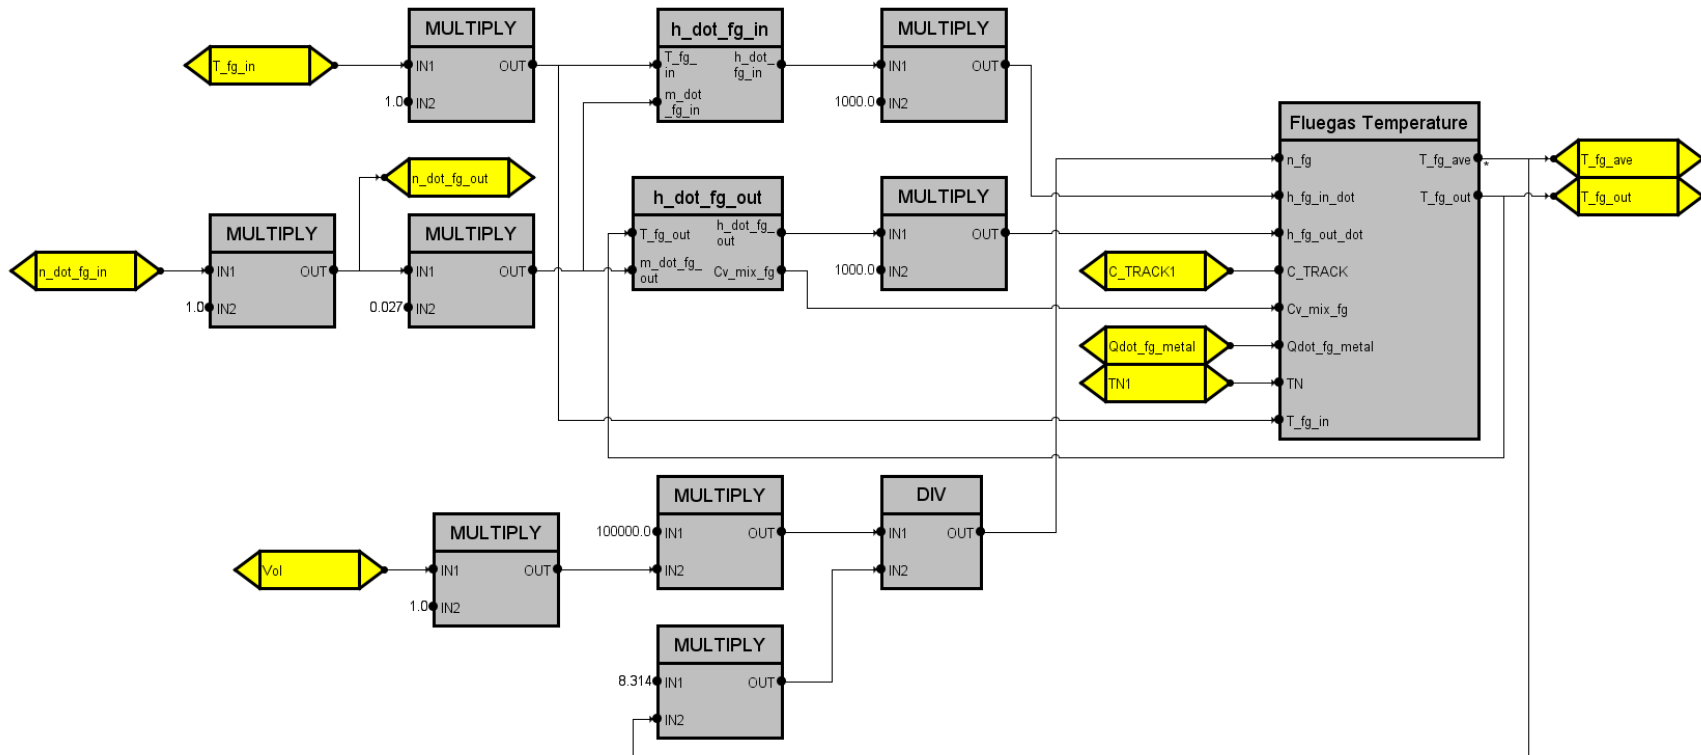 MULTIPLY
T_fg_in
IN1
OUT
1.0
IN2
h_dot_fg_in
T_fg_
in
h_dot_
fg_in
m_dot
_fg_in
MULTIPLY
IN1
OUT
1000.0
IN2
Fluegas Temperature
n_fg
T_fg_ave
*
h_fg_in_dot
T_fg_out
h_fg_out_dot
C_TRACK
Cv_mix_fg
Qdot_fg_metal
TN
T_fg_in
T_fg_ave
T_fg_out
n_dot_fg_out
n_dot_fg_in
MULTIPLY
IN1
OUT
1.0
IN2
MULTIPLY
IN1
OUT
0.027
IN2
h_dot_fg_out
T_fg_out
h_dot_fg_
out
m_dot_fg_
out
Cv_mix_fg
MULTIPLY
IN1
OUT
1000.0
IN2
C_TRACK1
Qdot_fg_metal
TN1
Vol
MULTIPLY
IN1
OUT
1.0
IN2
MULTIPLY
100000.0
IN1
OUT
IN2
DIV
IN1
OUT
IN2
MULTIPLY
8.314
IN1
OUT
IN2